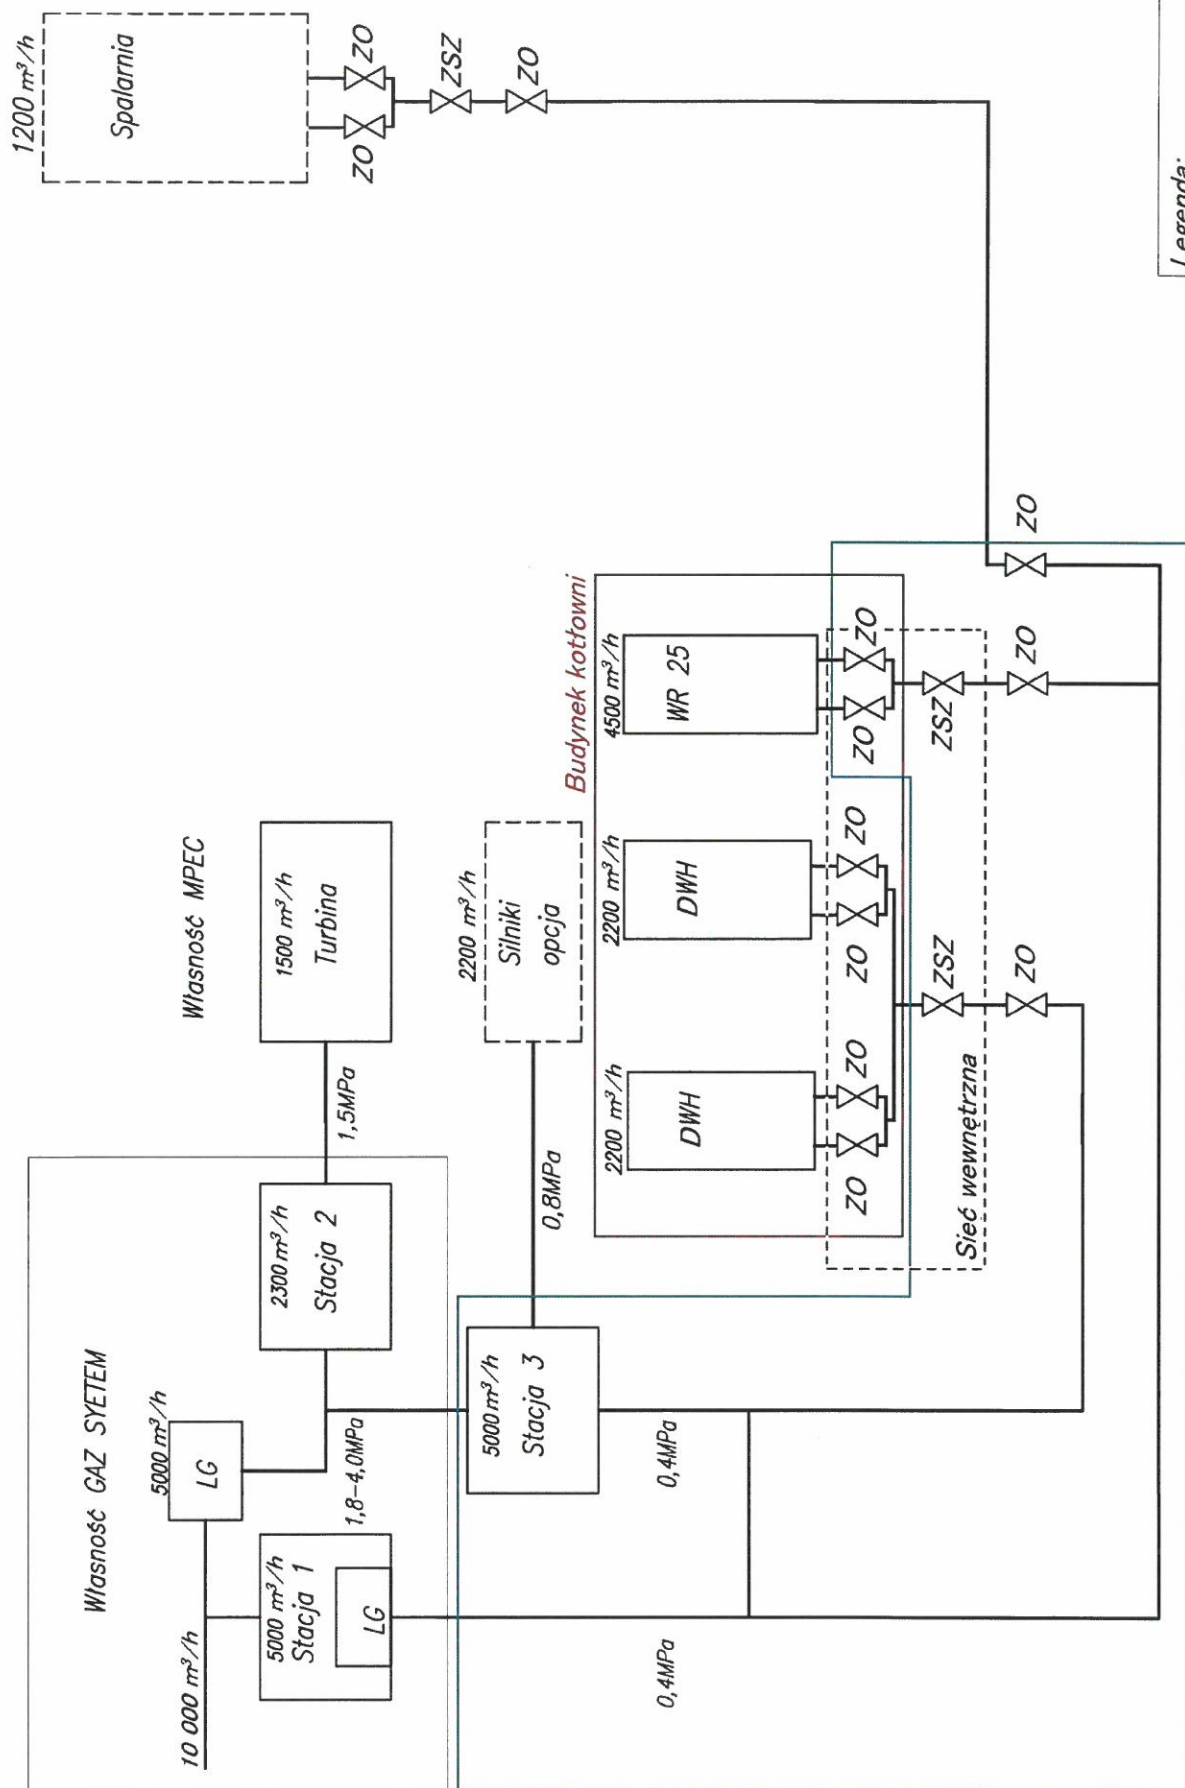 Własność GAZ SYETEM
10 000 m³/h
5000 m³/h
LG
5000 m³/h
Stacja 1
LG
1,8-4,0MPa
2300 m³/h
Stacja 2
1,5MPa
Własność MPEC
1500 m³/h
Turbina
5000 m³/h
Stacja 3
0,8MPa
2200 m³/h
Silniki
opcja
0,4MPa
0,4MPa
Budynek kotłowni
2200 m³/h
DWH
ZO
ZO
2200 m³/h
DWH
ZO
ZO
4500 m³/h
WR 25
ZO
ZO
Sieć wewnętrzna
ZSZ
ZO
ZSZ
ZO
ZO
1200 m³/h
Spalarnia
ZO
ZO
ZSZ
ZO
Legenda: